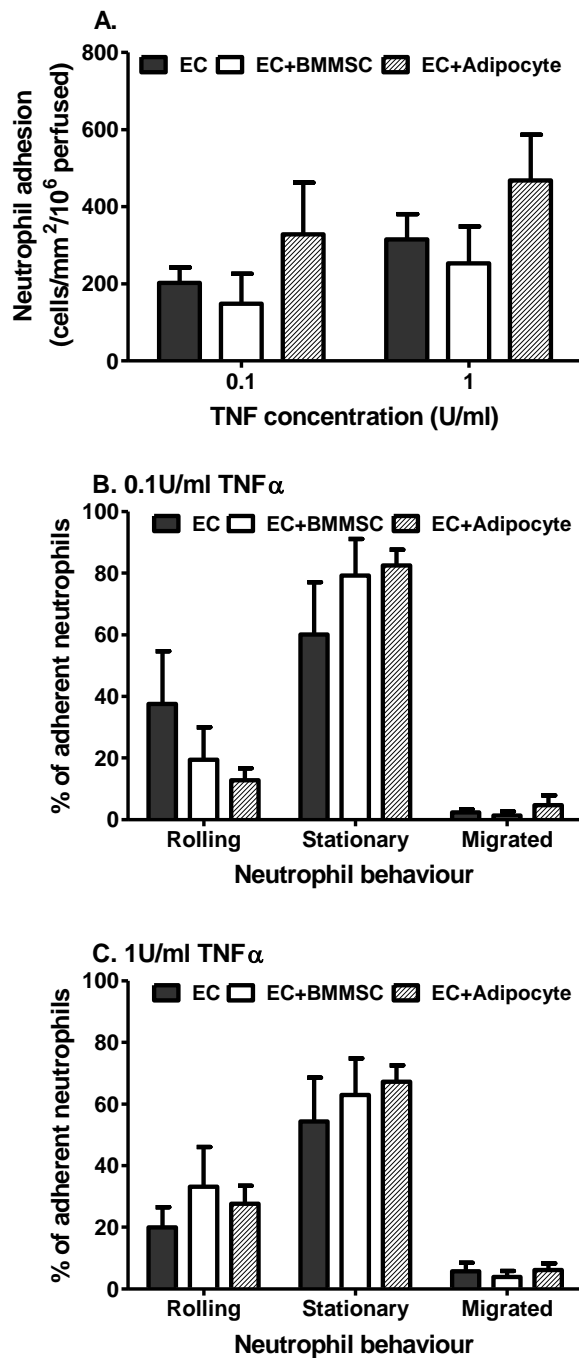 A.
800
EC EC+BMMSC EC+Adipocyte
600
400
200
0
Neutrophil adhesion
(cells/mm²/10⁶ perfused)
0.1 1
TNF concentration (U/ml)
B. 0.1U/ml TNFα
100
EC EC+BMMSC EC+Adipocyte
80
60
40
20
0
% of adherent neutrophils
Rolling Stationary Migrated
Neutrophil behaviour
C. 1U/ml TNFα
100
EC EC+BMMSC EC+Adipocyte
80
60
40
20
0
% of adherent neutrophils
Rolling Stationary Migrated
Neutrophil behaviour